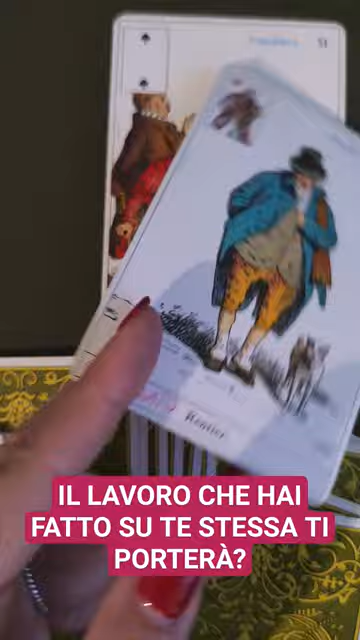 IL LAVORO CHE HAI
FATTO SU TE STESSA TI
PORTERÀ?